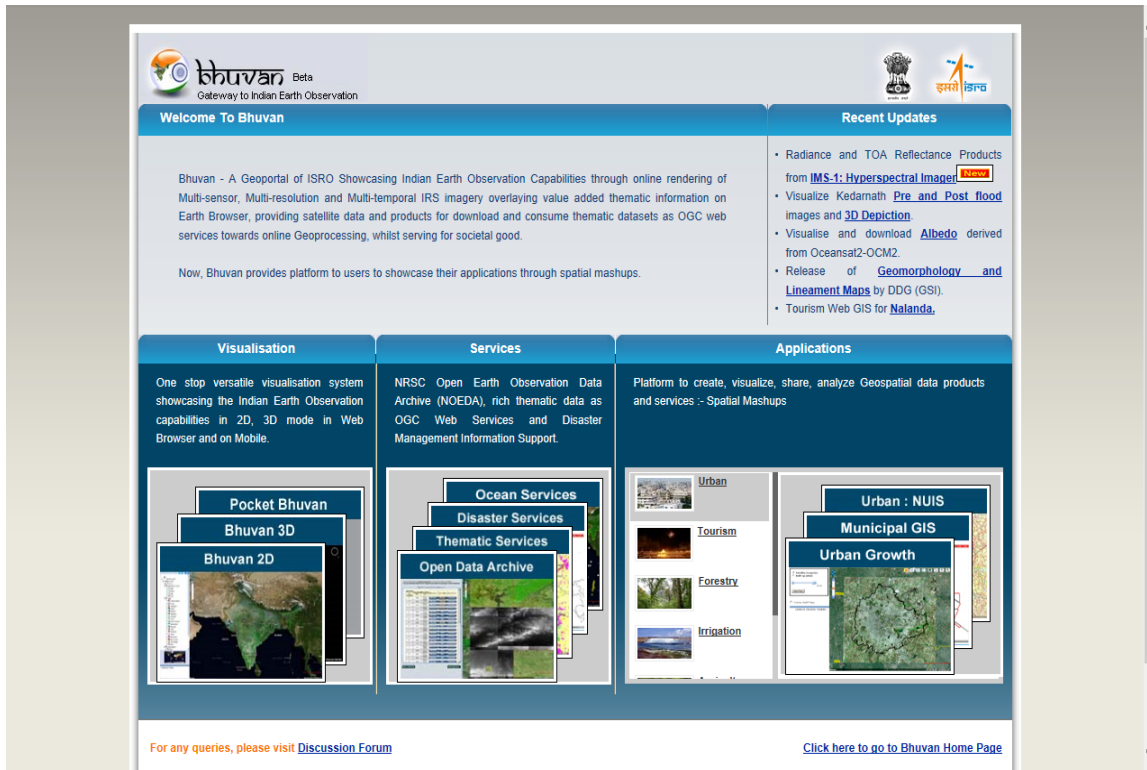 bhuvan Beta
Gateway to Indian Earth Observation
इसरो isro
Welcome To Bhuvan
Bhuvan - A Geoportal of ISRO Showcasing Indian Earth Observation Capabilities through online rendering of
Multi-sensor, Multi-resolution and Multi-temporal IRS imagery overlaying value added thematic information on
Earth Browser, providing satellite data and products for download and consume thematic datasets as OGC web
services towards online Geoprocessing, whilst serving for societal good.
Now, Bhuvan provides platform to users to showcase their applications through spatial mashups.
Recent Updates
• Radiance and TOA Reflectance Products
from IMS-1: Hyperspectral Imager New
• Visualize Kedarnath Pre and Post flood
images and 3D Depiction.
• Visualise and download Albedo derived
from Oceansat2-OCM2.
• Release of Geomorphology and
Lineament Maps by DDG (GSI).
• Tourism Web GIS for Nalanda.
Visualisation
One stop versatile visualisation system
showcasing the Indian Earth Observation
capabilities in 2D, 3D mode in Web
Browser and on Mobile.
Pocket Bhuvan
Bhuvan 3D
Bhuvan 2D
Services
NRSC Open Earth Observation Data
Archive (NOEDA), rich thematic data as
OGC Web Services and Disaster
Management Information Support.
Ocean Services
Disaster Services
Thematic Services
Open Data Archive
Applications
Platform to create, visualize, share, analyze Geospatial data products
and services :- Spatial Mashups
Urban
Tourism
Forestry
Irrigation
Urban : NUIS
Municipal GIS
Urban Growth
For any queries, please visit Discussion Forum
Click here to go to Bhuvan Home Page